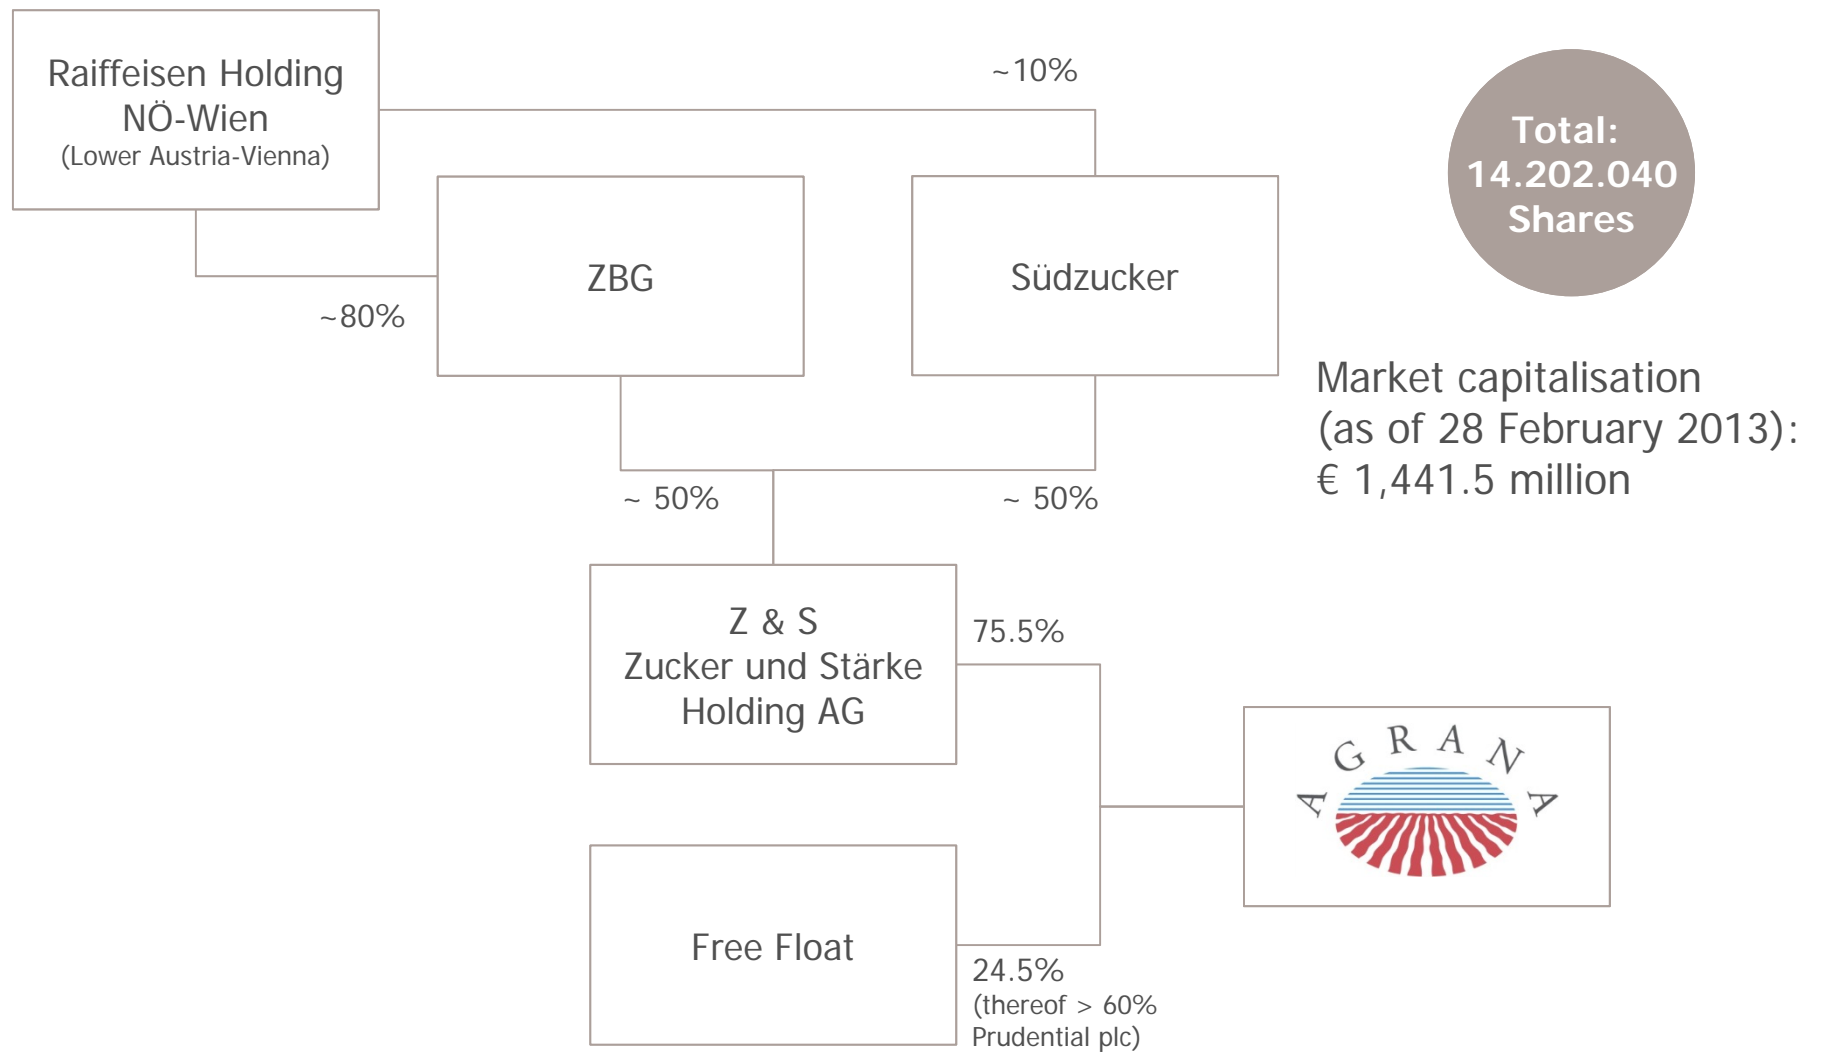 Raiffeisen Holding
NÖ-Wien
(Lower Austria-Vienna)
~10%
Total:
14.202.040
Shares
ZBG
Südzucker
~80%
Market capitalisation
(as of 28 February 2013):
€ 1,441.5 million
~ 50%
~ 50%
Z & S
Zucker und Stärke
Holding AG
75.5%
AGRANA
Free Float
24.5%
(thereof > 60%
Prudential plc)